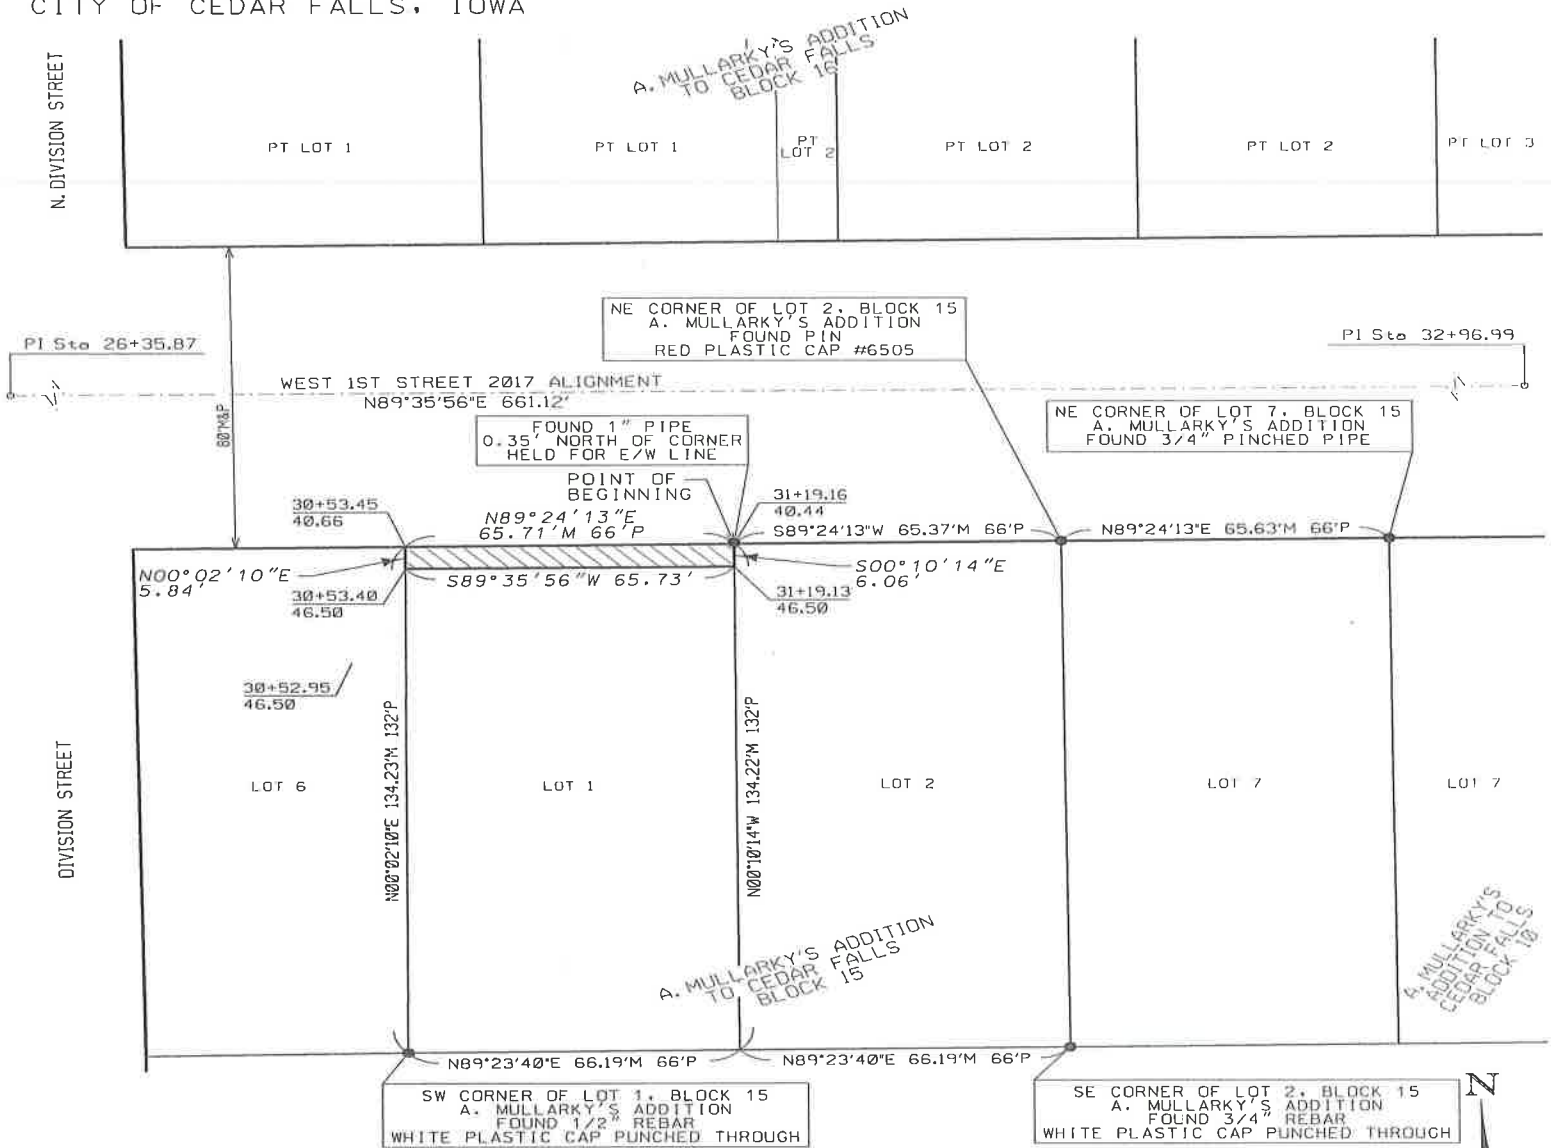 CITY OF CEDAR FALLS, IOWA
N. DIVISION STREET
A. MULLARKY'S ADDITION
TO CEDAR FALLS
BLOCK 16
PT LOT 1
PT LOT 1
PT
LOT 2
PT LOT 2
PT LOT 2
PT LOT 3
NE CORNER OF LOT 2, BLOCK 15
A. MULLARKY'S ADDITION
FOUND PIN
RED PLASTIC CAP #6505
PI Sta 26+35.87
PI Sta 32+96.99
WEST 1ST STREET 2017 ALIGNMENT
N89°35'56"E 661.12'
80'M&P
FOUND 1" PIPE
0.35' NORTH OF CORNER
HELD FOR E/W LINE
NE CORNER OF LOT 7, BLOCK 15
A. MULLARKY'S ADDITION
FOUND 3/4" PINCHED PIPE
POINT OF
BEGINNING
30+53.45
40.66
N89°24'13"E
65.71'M 66'P
31+19.16
40.44
S89°24'13"W 65.37'M 66'P
N89°24'13"E 65.63'M 66'P
N00°02'10"E
5.84'
S89°35'56"W 65.73'
S00°10'14"E
6.06'
30+53.40
46.50
31+19.13
46.50
30+52.95
46.50
N00°02'10"E 134.23'M 132'P
N00°10'14"W 134.22'M 132'P
DIVISION STREET
LOT 6
LOT 1
LOT 2
LOT 7
LOT 7
A. MULLARKY'S ADDITION
TO CEDAR FALLS
BLOCK 15
A. MULLARKY'S
ADDITION TO
CEDAR FALLS
BLOCK 10
N89°23'40"E 66.19'M 66'P
N89°23'40"E 66.19'M 66'P
SW CORNER OF LOT 1, BLOCK 15
A. MULLARKY'S ADDITION
FOUND 1/2" REBAR
WHITE PLASTIC CAP PUNCHED THROUGH
SE CORNER OF LOT 2, BLOCK 15
A. MULLARKY'S ADDITION
FOUND 3/4" REBAR
WHITE PLASTIC CAP PUNCHED THROUGH
N